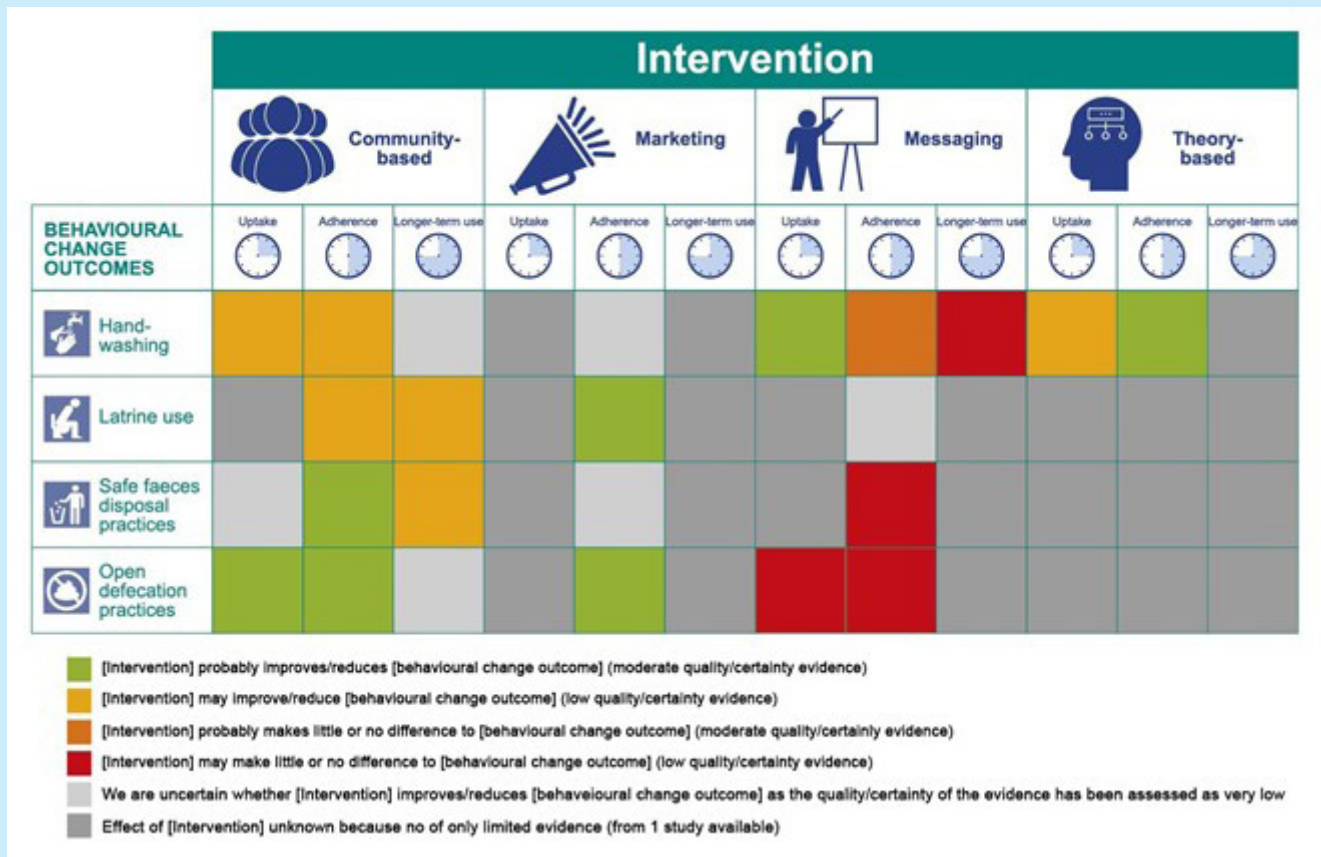 Intervention
Community-
based
Marketing
Messaging
Theory-
based
BEHAVIOURAL
CHANGE
OUTCOMES
Uptake
Adherence
Longer-term use
Uptake
Adherence
Longer-term use
Uptake
Adherence
Longer-term use
Uptake
Adherence
Longer-term use
Hand-
washing
Latrine use
Safe faeces
disposal
practices
Open
defecation
practices
[Intervention] probably improves/reduces [behavioural change outcome] (moderate quality/certainty evidence)
[Intervention] may improve/reduce [behavioural change outcome] (low quality/certainty evidence)
[Intervention] probably makes little or no difference to [behavioural change outcome] (moderate quality/certainly evidence)
[Intervention] may make little or no difference to [behavioural change outcome] (low quality/certainty evidence)
We are uncertain whether [Intervention] improves/reduces [behaveioural change outcome] as the quality/certainty of the evidence has been assessed as very low
Effect of [Intervention] unknown because no of only limited evidence (from 1 study available)